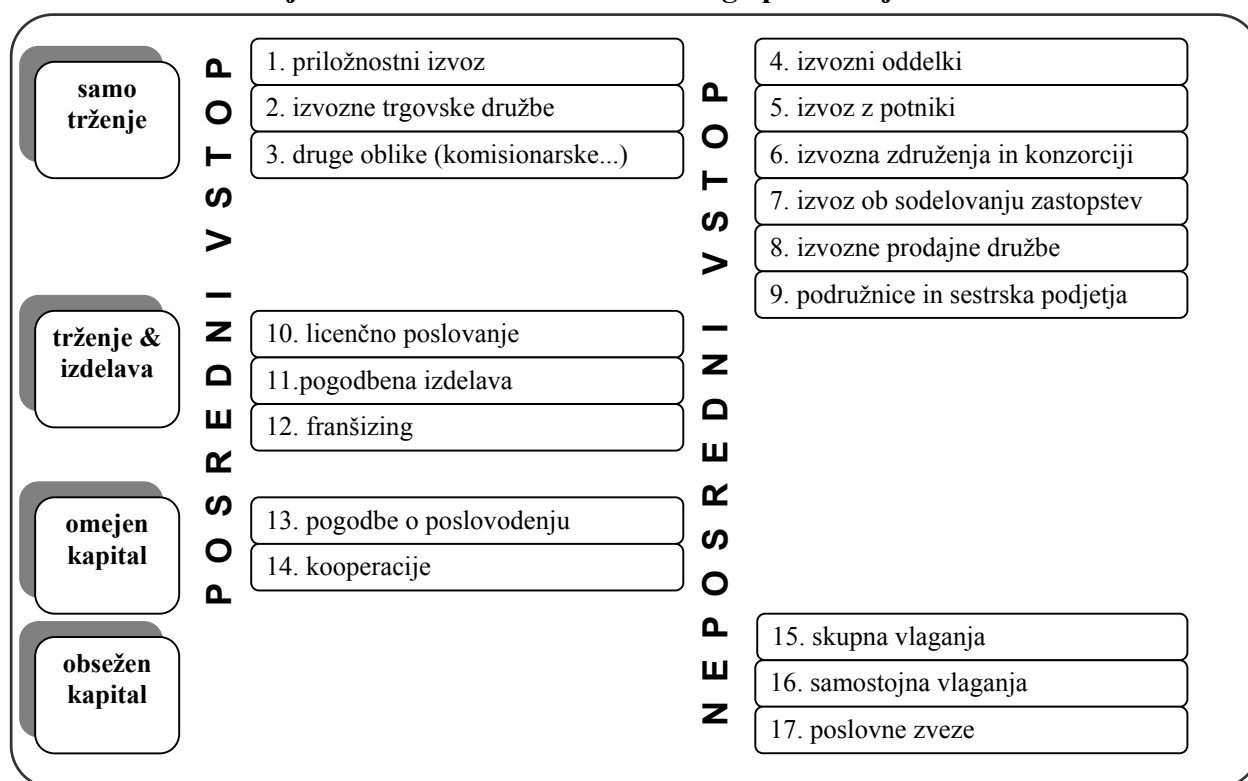 samo
trženje
POSREDNI VSTOP
1. priložnostni izvoz
2. izvozne trgovske družbe
3. druge oblike (komisionarske...)
NEPOSREDNI VSTOP
4. izvozni oddelki
5. izvoz z potniki
6. izvozna združenja in konzorciji
7. izvoz ob sodelovanju zastopstev
8. izvozne prodajne družbe
9. podružnice in sestrska podjetja
trženje &
izdelava
10. licenčno poslovanje
11.pogodbena izdelava
12. franšizing
omejen
kapital
13. pogodbe o poslovodenju
14. kooperacije
obsežen
kapital
15. skupna vlaganja
16. samostojna vlaganja
17. poslovne zveze